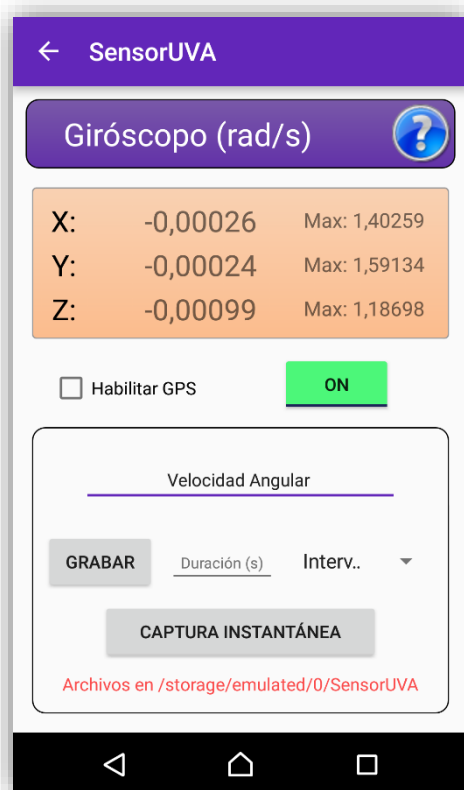 SensorUVA
Giróscopo (rad/s)
?
X: -0,00026 Max: 1,40259
Y: -0,00024 Max: 1,59134
Z: -0,00099 Max: 1,18698
Habilitar GPS ON
Velocidad Angular
GRABAR Duración (s) Interv..
CAPTURA INSTANTÁNEA
Archivos en /storage/emulated/0/SensorUVA